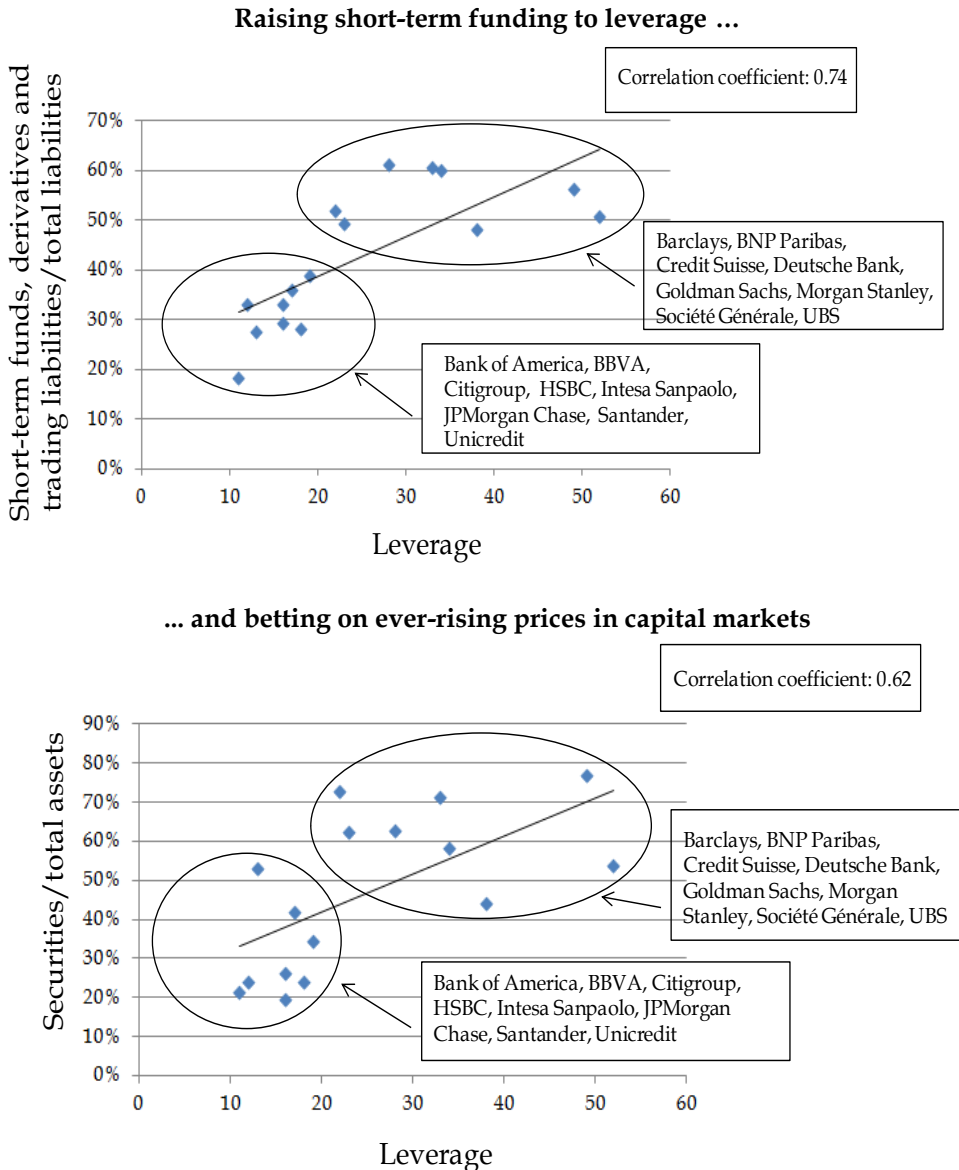 Raising short-term funding to leverage …
Correlation coefficient: 0.74
Short-term funds, derivatives and
trading liabilities/total liabilities
70%
60%
50%
40%
30%
20%
10%
0%
0 10 20 30 40 50 60
Leverage
Barclays, BNP Paribas,
Credit Suisse, Deutsche Bank,
Goldman Sachs, Morgan Stanley,
Société Générale, UBS
Bank of America, BBVA,
Citigroup, HSBC, Intesa Sanpaolo,
JPMorgan Chase, Santander,
Unicredit
... and betting on ever-rising prices in capital markets
Correlation coefficient: 0.62
Securities/total assets
90%
80%
70%
60%
50%
40%
30%
20%
10%
0%
0 10 20 30 40 50 60
Leverage
Barclays, BNP Paribas,
Credit Suisse, Deutsche Bank,
Goldman Sachs, Morgan
Stanley, Société Générale, UBS
Bank of America, BBVA, Citigroup,
HSBC, Intesa Sanpaolo, JPMorgan
Chase, Santander, Unicredit